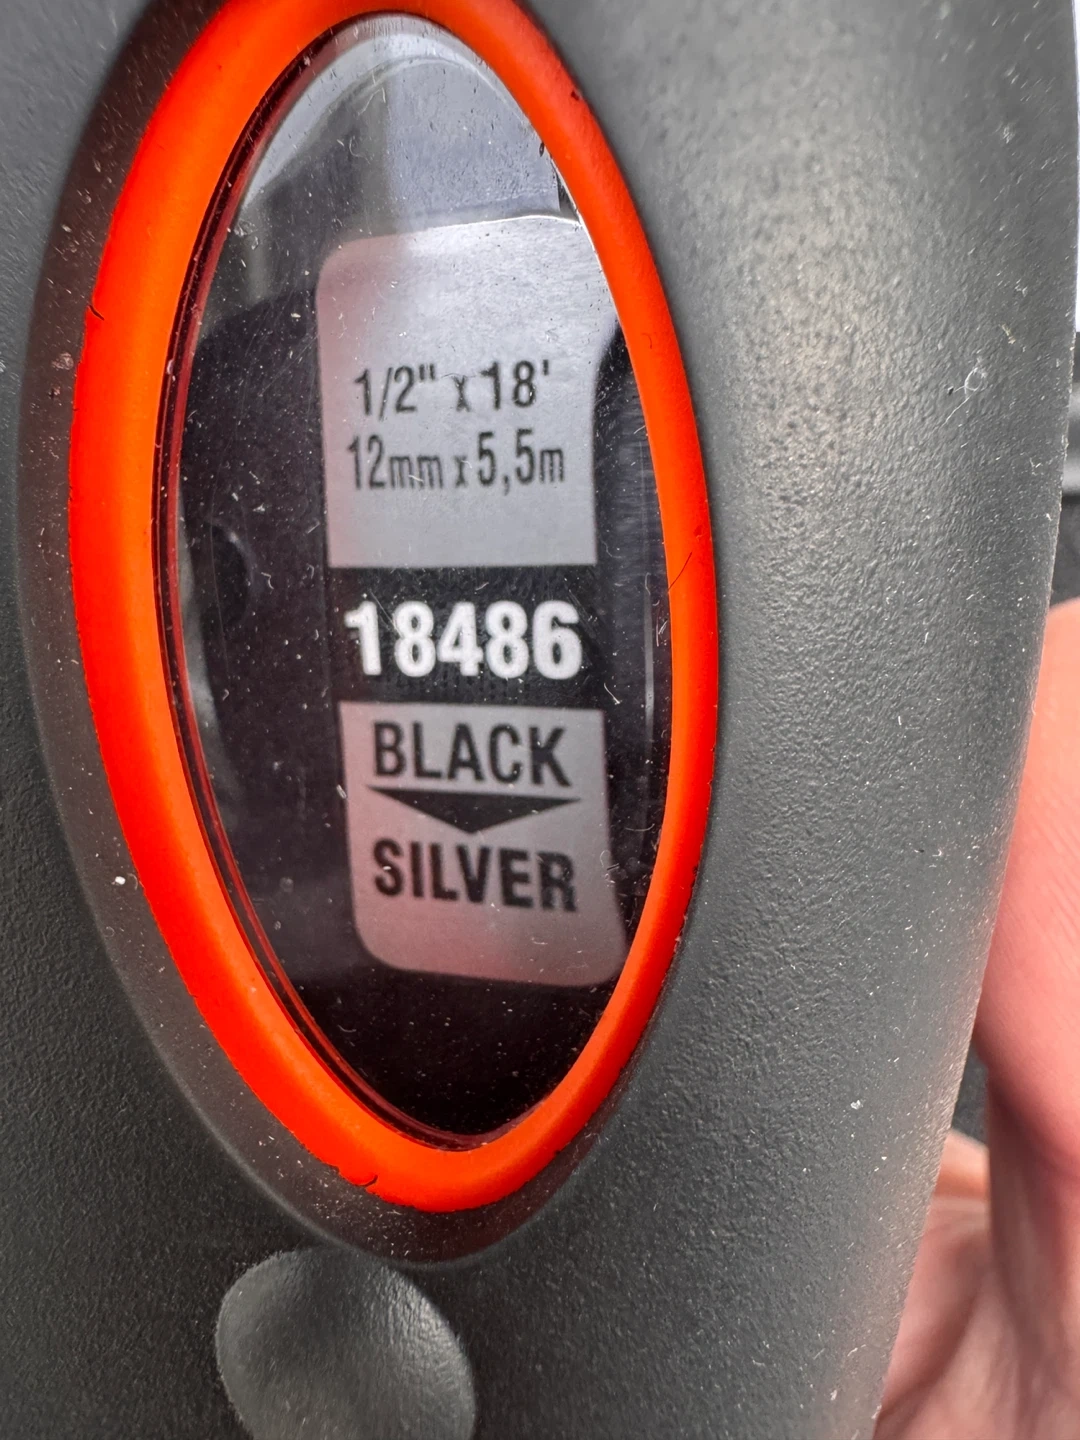 1/2" x 18'
12mm x 5,5m
18486
BLACK
SILVER